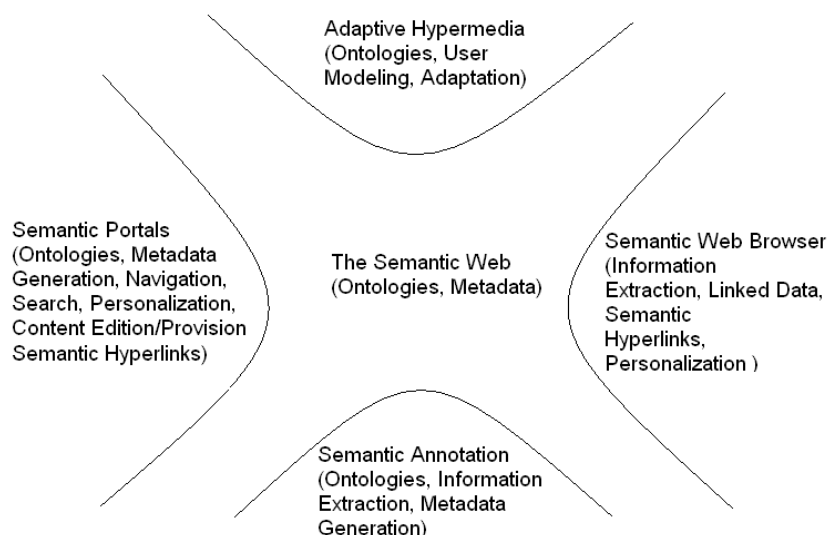 Adaptive Hypermedia
(Ontologies, User
Modeling, Adaptation)
Semantic Portals
(Ontologies, Metadata
Generation, Navigation,
Search, Personalization,
Content Edition/Provision
Semantic Hyperlinks)
The Semantic Web
(Ontologies, Metadata)
Semantic Web Browser
(Information
Extraction, Linked Data,
Semantic
Hyperlinks,
Personalization )
Semantic Annotation
(Ontologies, Information
Extraction, Metadata
Generation)